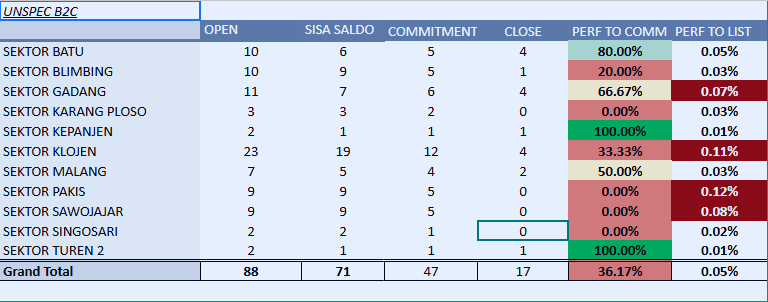 UNSPEC B2C
OPEN SISA SALDO COMMITMENT CLOSE PERF TO COMM PERF TO LIST
SEKTOR BATU 10 6 5 4 80.00% 0.05%
SEKTOR BLIMBING 10 9 5 1 20.00% 0.03%
SEKTOR GADANG 11 7 6 4 66.67% 0.07%
SEKTOR KARANG PLOSO 3 3 2 0 0.00% 0.03%
SEKTOR KEPANJEN 2 1 1 1 100.00% 0.01%
SEKTOR KLOJEN 23 19 12 4 33.33% 0.11%
SEKTOR MALANG 7 5 4 2 50.00% 0.03%
SEKTOR PAKIS 9 9 5 0 0.00% 0.12%
SEKTOR SAWOJAJAR 9 9 5 0 0.00% 0.08%
SEKTOR SINGOSARI 2 2 1 0 0.00% 0.02%
SEKTOR TUREN 2 2 1 1 1 100.00% 0.01%
Grand Total 88 71 47 17 36.17% 0.05%